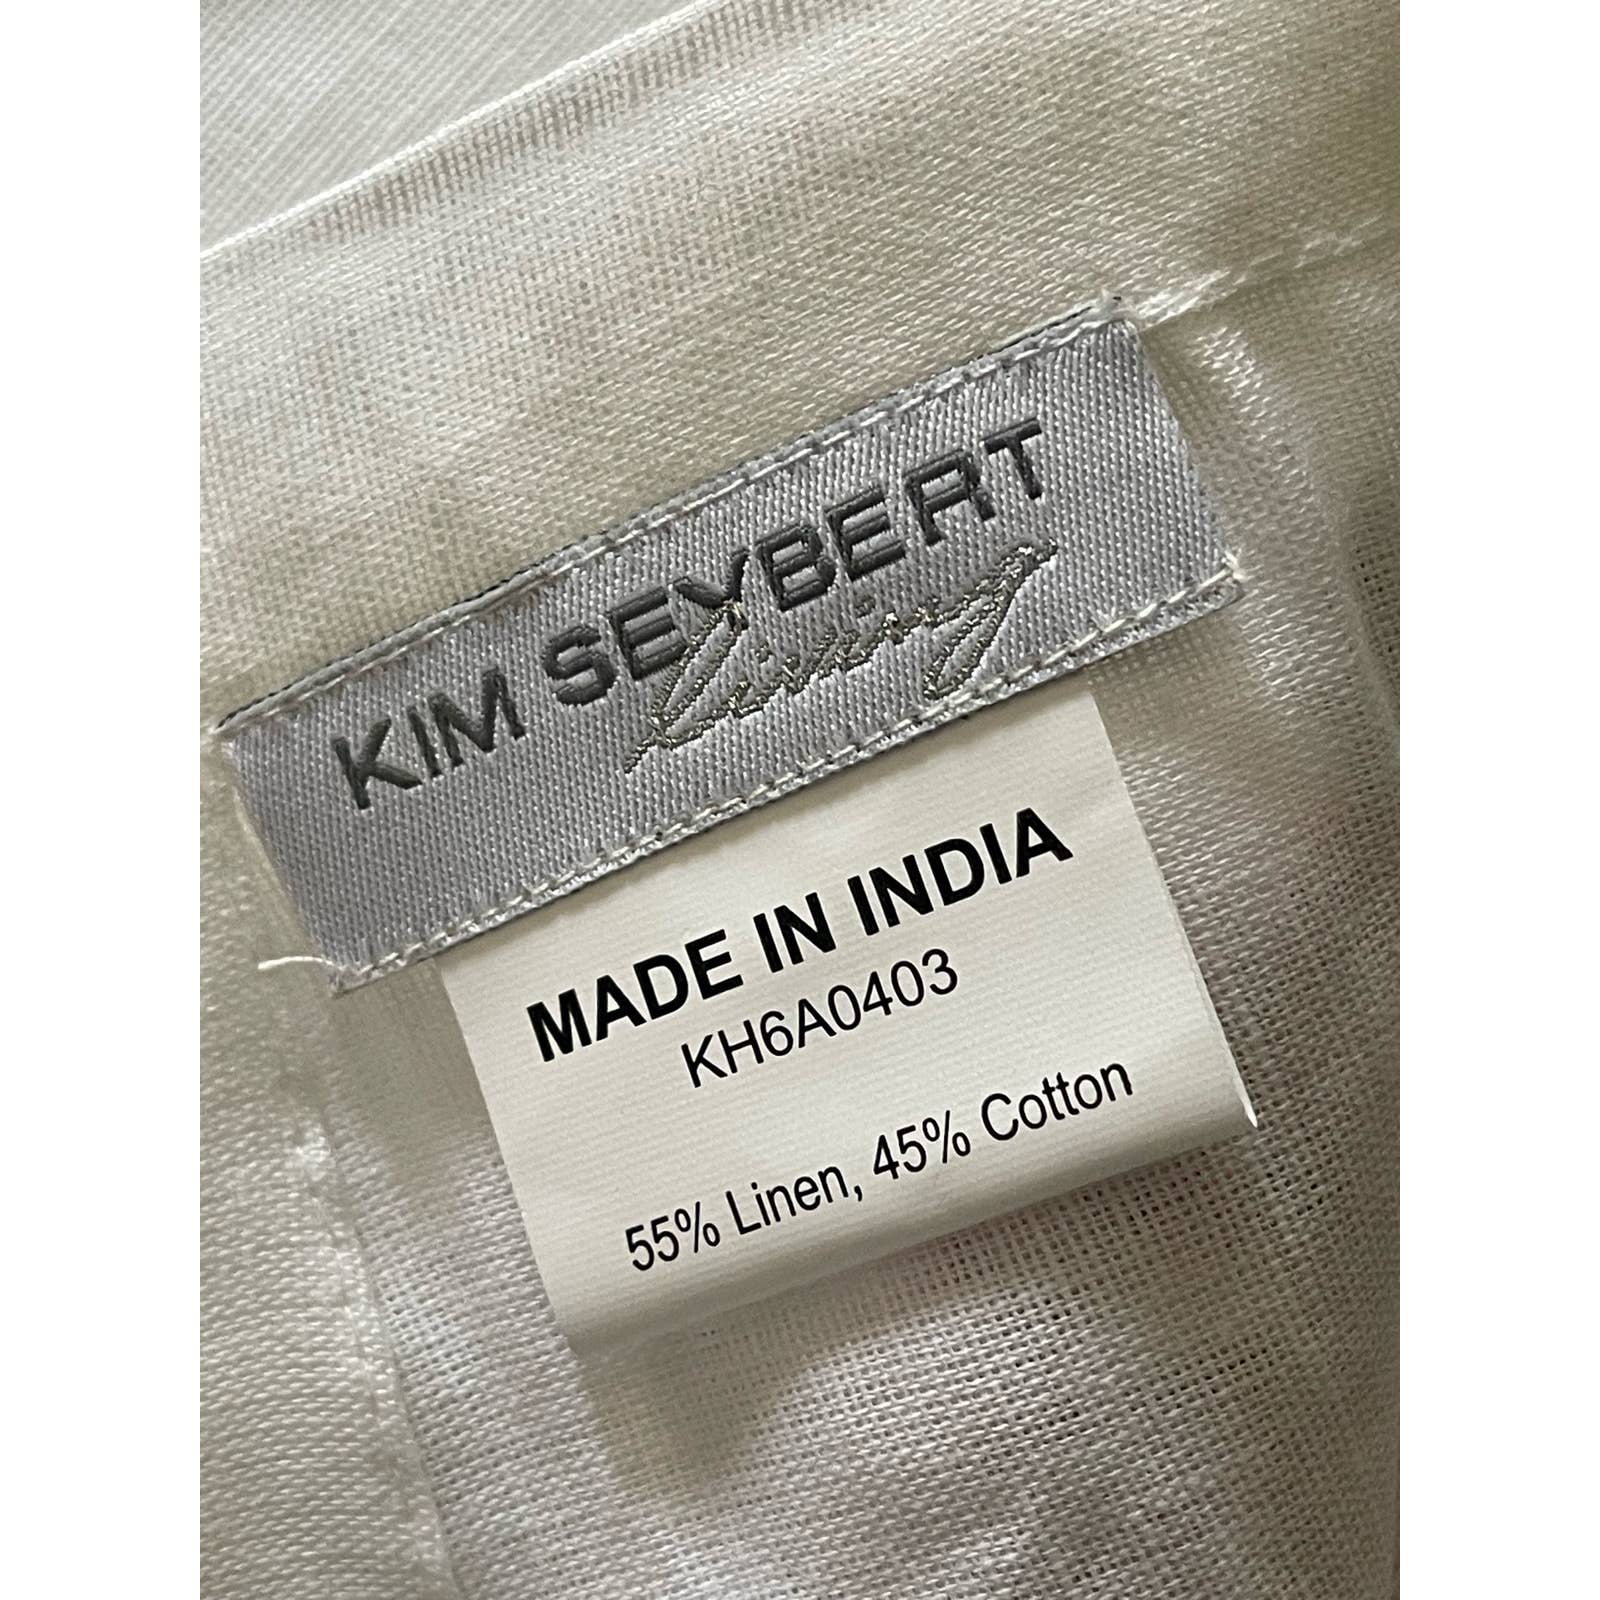 KIM SEYBERT
Living
MADE IN INDIA
KH6A0403
55% Linen, 45% Cotton